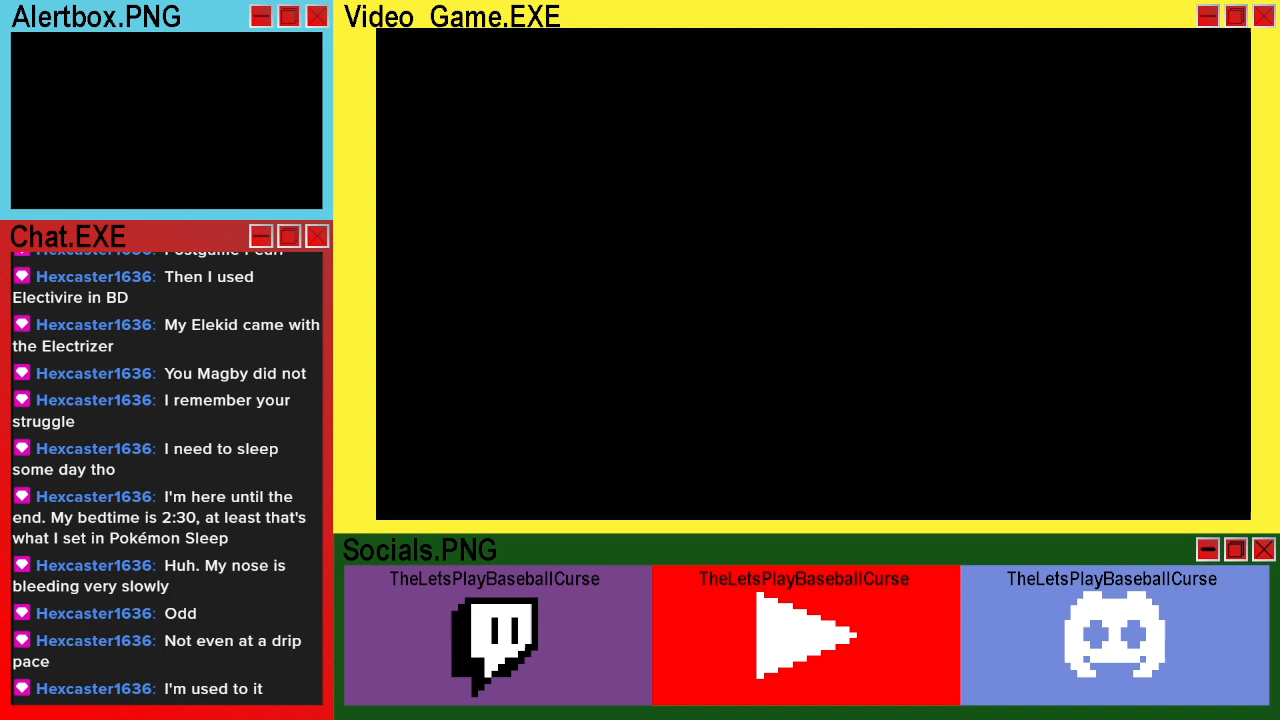 Alertbox.PNG
Video Game.EXE
Chat.EXE
Hexcaster1636: Postgame Pearl
Hexcaster1636: Then I used
Electivire in BD
Hexcaster1636: My Elekid came with
the Electrizer
Hexcaster1636: You Magby did not
Hexcaster1636: I remember your
struggle
Hexcaster1636: I need to sleep
some day tho
Hexcaster1636: I'm here until the
end. My bedtime is 2:30, at least that's
what I set in Pokémon Sleep
Hexcaster1636: Huh. My nose is
bleeding very slowly
Hexcaster1636: Odd
Hexcaster1636: Not even at a drip
pace
Hexcaster1636: I'm used to it
Socials.PNG
TheLetsPlayBaseballCurse
TheLetsPlayBaseballCurse
TheLetsPlayBaseballCurse